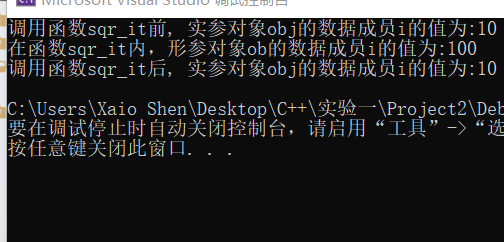 Microsoft Visual Studio 调试控制台
调用函数sqr_it前, 实参对象obj的数据成员i的值为:10
在函数sqr_it内, 形参对象ob的数据成员i的值为:100
调用函数sqr_it后, 实参对象obj的数据成员i的值为:10
C:\Users\Xaio Shen\Desktop\C++\实验一\Project2\Deb
要在调试停止时自动关闭控制台, 请启用“工具”->“选
按任意键关闭此窗口. . .